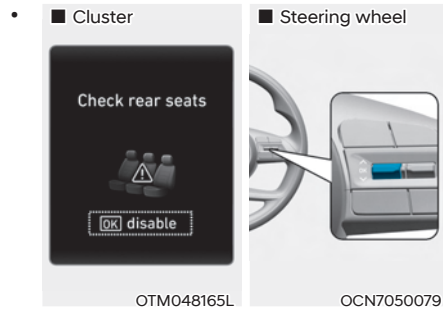 • ■ Cluster
■ Steering wheel
Check rear seats
OK disable
OTM048165L
OCN7050079